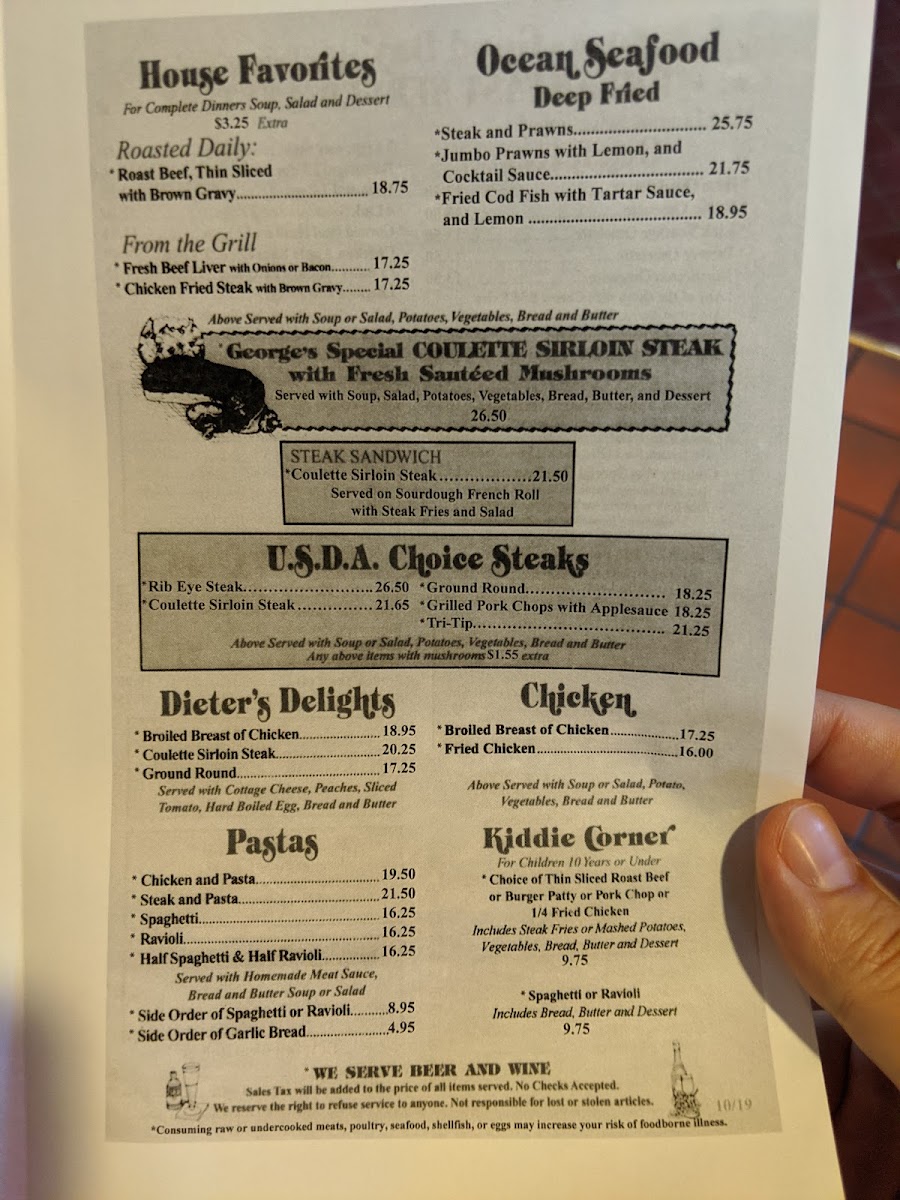 House Favorites
For Complete Dinners Soup, Salad and Dessert
$3.25 Extra
Roasted Daily:
* Roast Beef, Thin Sliced
with Brown Gravy.......... 18.75
From the Grill
* Fresh Beef Liver with Onions or Bacon.......... 17.25
* Chicken Fried Steak with Brown Gravy........ 17.25
Ocean Seafood
Deep Fried
*Steak and Prawns.......... 25.75
*Jumbo Prawns with Lemon, and
Cocktail Sauce.......... 21.75
*Fried Cod Fish with Tartar Sauce,
and Lemon .......... 18.95
Above Served with Soup or Salad, Potatoes, Vegetables, Bread and Butter
*George's Special COULETTE SIRLOIN STEAK
with Fresh Sautéed Mushrooms
Served with Soup, Salad, Potatoes, Vegetables, Bread, Butter, and Dessert
26.50
STEAK SANDWICH
*Coulette Sirloin Steak..................21.50
Served on Sourdough French Roll
with Steak Fries and Salad
U.S.D.A. Choice Steaks
*Rib Eye Steak.......... 26.50
*Coulette Sirloin Steak .......... 21.65
*Ground Round.......... 18.25
*Grilled Pork Chops with Applesauce 18.25
*Tri-Tip.......... 21.25
Above Served with Soup or Salad, Potatoes, Vegetables, Bread and Butter
Any above items with mushrooms $1.55 extra
Dieter's Delights
* Broiled Breast of Chicken.......... 18.95
* Coulette Sirloin Steak.......... 20.25
* Ground Round.......... 17.25
Served with Cottage Cheese, Peaches, Sliced
Tomato, Hard Boiled Egg, Bread and Butter
Chicken
* Broiled Breast of Chicken..........17.25
* Fried Chicken..........16.00
Above Served with Soup or Salad, Potato,
Vegetables, Bread and Butter
Pastas
* Chicken and Pasta.......... 19.50
* Steak and Pasta.......... 21.50
* Spaghetti.......... 16.25
* Ravioli.......... 16.25
* Half Spaghetti & Half Ravioli.......... 16.25
Served with Homemade Meat Sauce,
Bread and Butter Soup or Salad
* Side Order of Spaghetti or Ravioli..........8.95
* Side Order of Garlic Bread..........4.95
Kiddie Corner
For Children 10 Years or Under
* Choice of Thin Sliced Roast Beef
or Burger Patty or Pork Chop or
1/4 Fried Chicken
Includes Steak Fries or Mashed Potatoes,
Vegetables, Bread, Butter and Dessert
9.75
* Spaghetti or Ravioli
Includes Bread, Butter and Dessert
9.75
* WE SERVE BEER AND WINE
Sales Tax will be added to the price of all items served. No Checks Accepted.
We reserve the right to refuse service to anyone. Not responsible for lost or stolen articles.
10/19
*Consuming raw or undercooked meats, poultry, seafood, shellfish, or eggs may increase your risk of foodborne illness.